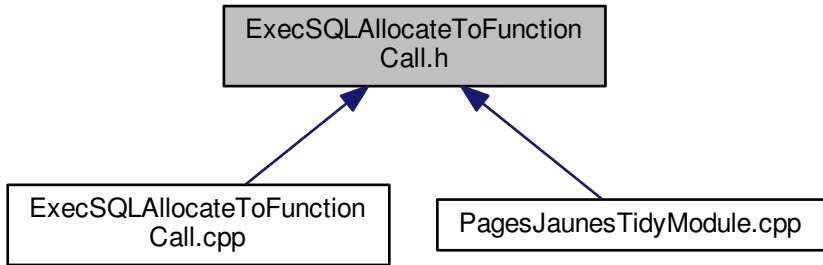 ExecSQLAllocateToFunction
Call.h
ExecSQLAllocateToFunction
Call.cpp
PagesJaunesTidyModule.cpp